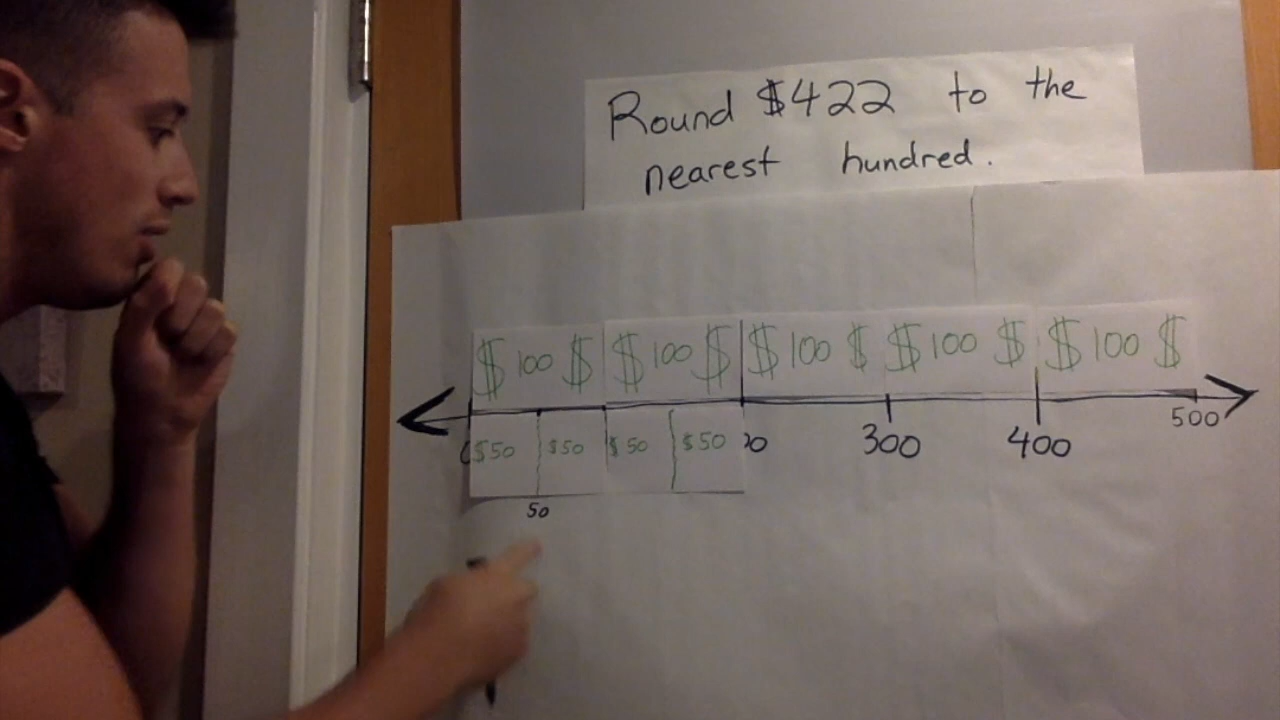 Round $422 to the
nearest hundred.
$ 100 $ $ 100 $ $ 100 $ $ 100 $ $ 100 $
$50 $50 $50 $50 300 400 500
50